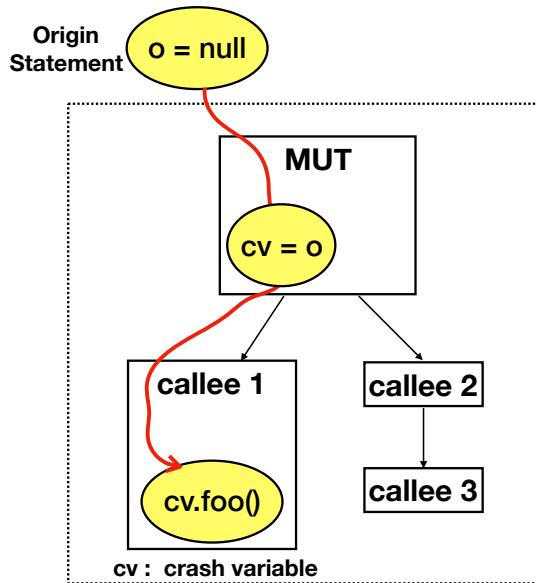 Origin
Statement
o = null
MUT
cv = o
callee 1
callee 2
cv.foo()
callee 3
cv : crash variable